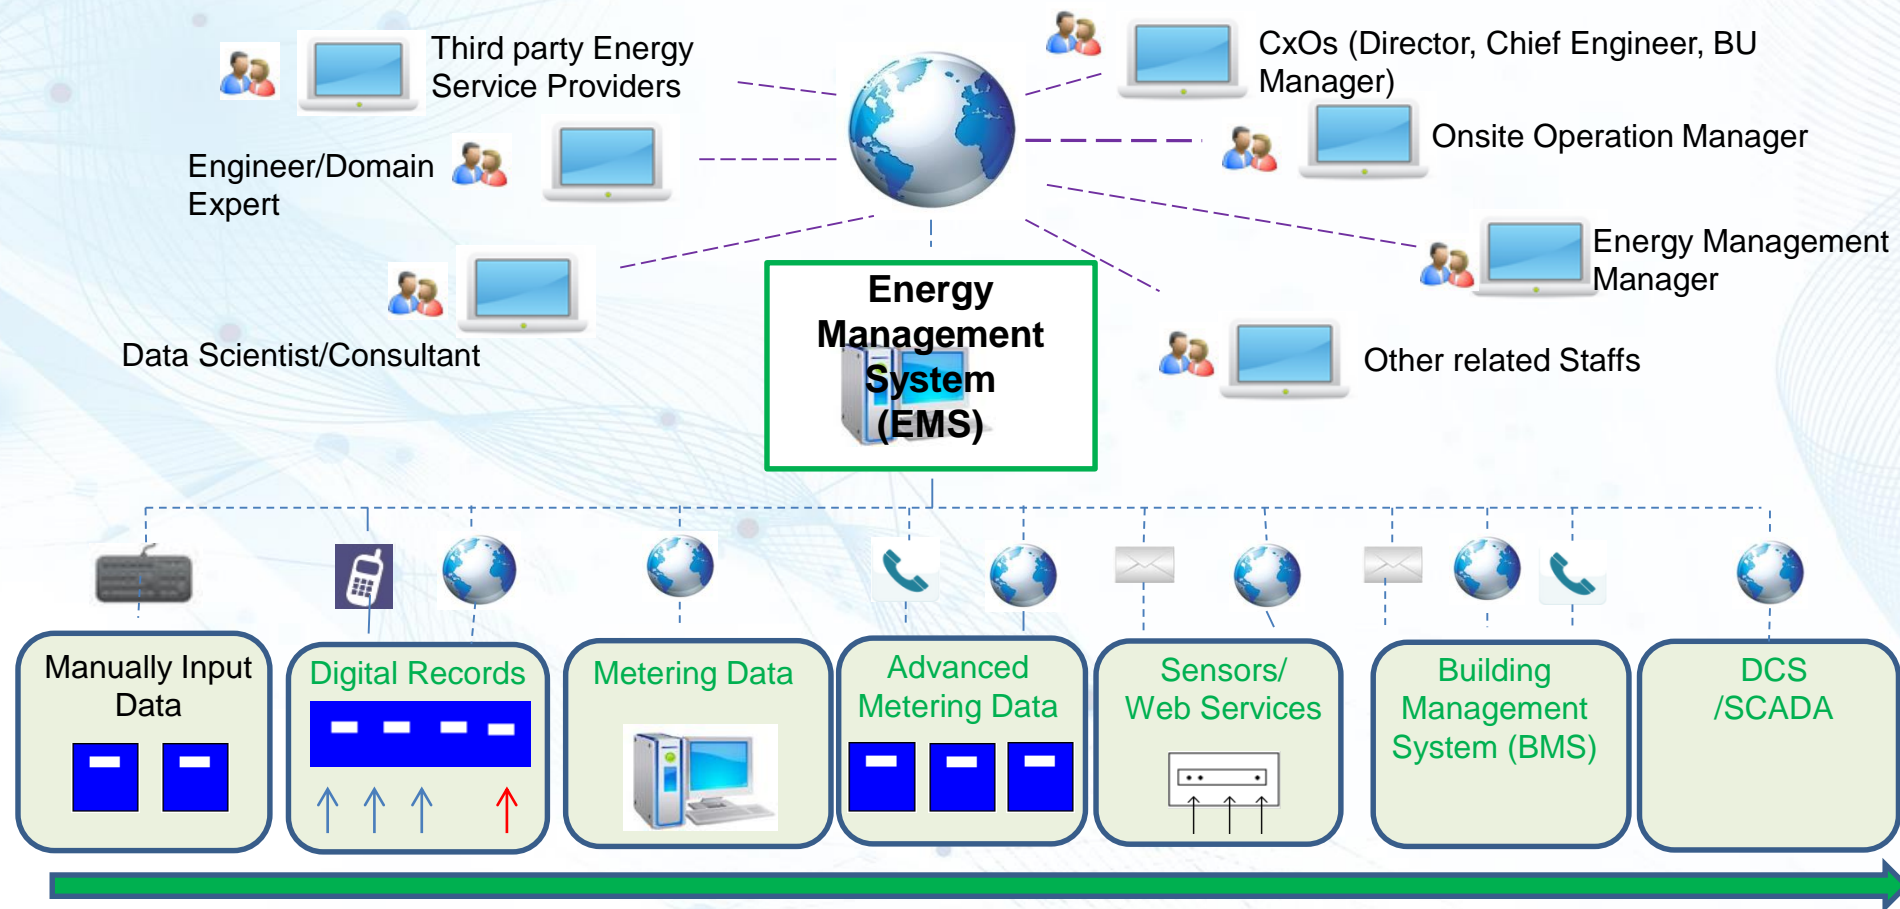 Third party Energy
Service Providers
CxOs (Director, Chief Engineer, BU
Manager)
Engineer/Domain
Expert
Onsite Operation Manager
Data Scientist/Consultant
Energy Management
Manager
Other related Staffs
Energy
Management
System
(EMS)
Manually Input
Data
Digital Records
Metering Data
Advanced
Metering Data
Sensors/
Web Services
Building
Management
System (BMS)
DCS
/SCADA